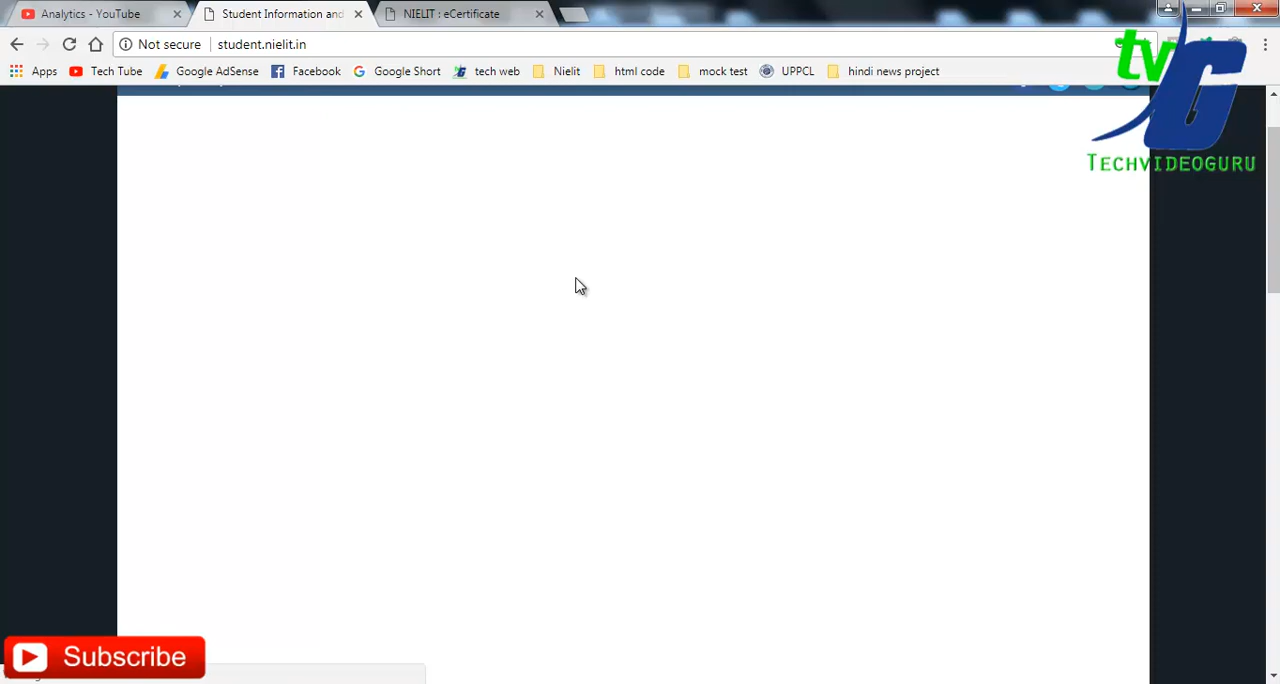 Analytics - YouTube
Student Information and
NIELIT : eCertificate
Not secure
student.nielit.in
Apps
Tech Tube
Google AdSense
Facebook
Google Short
tech web
Nielit
html code
mock test
UPPCL
hindi news project
tvG
TECHVIDEOGURU
Subscribe